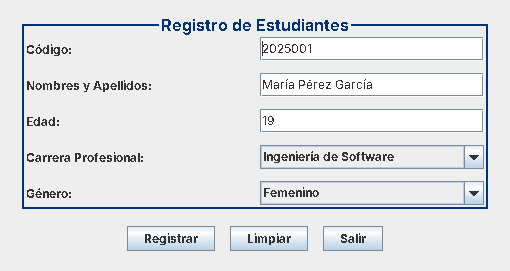 Registro de Estudiantes
Código: 2025001
Nombres y Apellidos: María Pérez García
Edad: 19
Carrera Profesional: Ingeniería de Software
Género: Femenino
Registrar Limpiar Salir